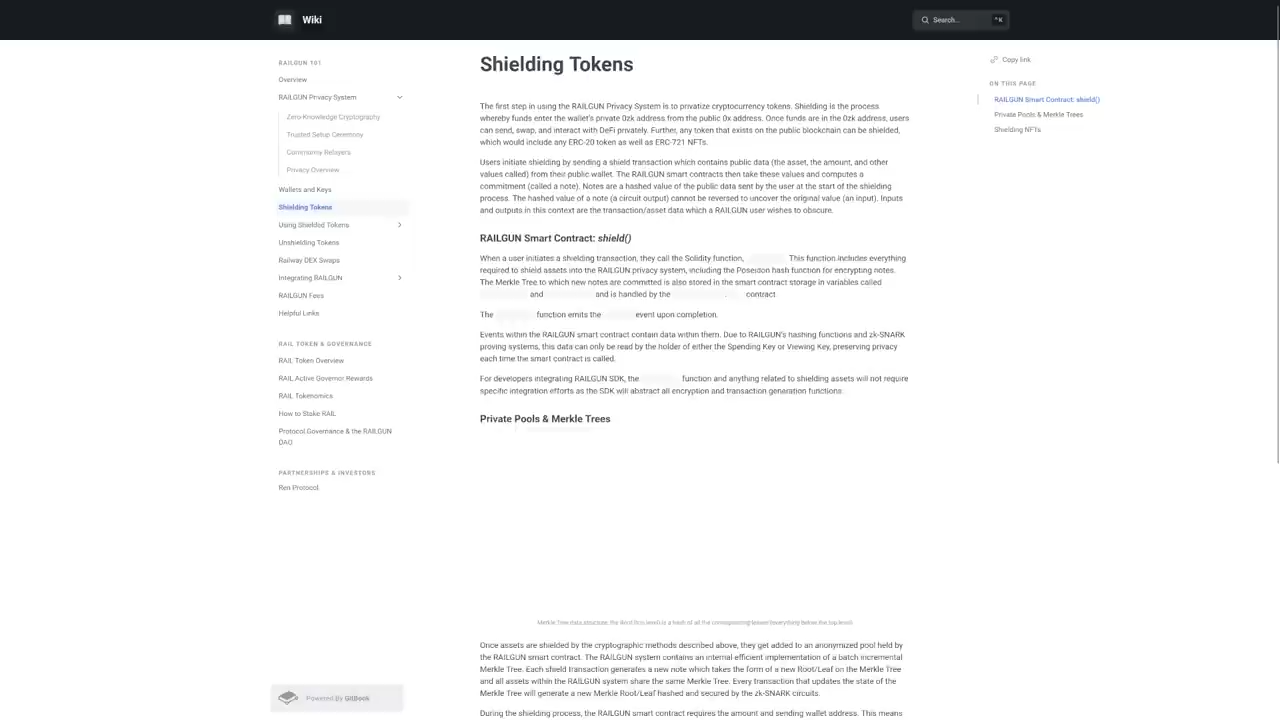 Wiki
Search...
^K
RAILGUN 101
Overview
RAILGUN Privacy System
Zero-Knowledge Cryptography
Trusted Setup Ceremony
Community Relayers
Privacy Overview
Wallets and Keys
Shielding Tokens
Using Shielded Tokens
Unshielding Tokens
Railway DEX Swaps
Integrating RAILGUN
RAILGUN Fees
Helpful Links
RAIL TOKEN & GOVERNANCE
RAIL Token Overview
RAIL Active Governor Rewards
RAIL Tokenomics
How to Stake RAIL
Protocol Governance & the RAILGUN
DAO
PARTNERSHIPS & INVESTORS
Ren Protocol
Powered By GitBook
Shielding Tokens
The first step in using the RAILGUN Privacy System is to privatize cryptocurrency tokens. Shielding is the process
whereby funds enter the wallet's private 0zk address from the public 0x address. Once funds are in the 0zk address, users
can send, swap, and interact with DeFi privately. Further, any token that exists on the public blockchain can be shielded,
which would include any ERC-20 token as well as ERC-721 NFTs.
Users initiate shielding by sending a shield transaction which contains public data (the asset, the amount, and other
values called) from their public wallet. The RAILGUN smart contracts then take these values and computes a
commitment (called a note). Notes are a hashed value of the public data sent by the user at the start of the shielding
process. The hashed value of a note (a circuit output) cannot be reversed to uncover the original value (an input). Inputs
and outputs in this context are the transaction/asset data which a RAILGUN user wishes to obscure.
RAILGUN Smart Contract: shield()
When a user initiates a shielding transaction, they call the Solidity function, This function includes everything
required to shield assets into the RAILGUN privacy system, including the Poseidon hash function for encrypting notes.
The Merkle Tree to which new notes are committed is also stored in the smart contract storage in variables called
and and is handled by the contract
The function emits the event upon completion.
Events within the RAILGUN smart contract contain data within them. Due to RAILGUN's hashing functions and zk-SNARK
proving systems, this data can only be read by the holder of either the Spending Key or Viewing Key, preserving privacy
each time the smart contract is called.
For developers integrating RAILGUN SDK, the function and anything related to shielding assets will not require
specific integration efforts as the SDK will abstract all encryption and transaction generation functions
Private Pools & Merkle Trees
Merkle Tree data structure: the Root first level is a hash of all the corresponding leaves (everything below the top level)
Once assets are shielded by the cryptographic methods described above, they get added to an anonymized pool held by
the RAILGUN smart contract. The RAILGUN system contains an internal efficient implementation of a batch incremental
Merkle Tree. Each shield transaction generates a new note which takes the form of a new Root/Leaf on the Merkle Tree
and all assets within the RAILGUN system share the same Merkle Tree. Every transaction that updates the state of the
Merkle Tree will generate a new Merkle Root/Leaf hashed and secured by the zk-SNARK circuits.
During the shielding process, the RAILGUN smart contract requires the amount and sending wallet address. This means
Copy link
ON THIS PAGE
RAILGUN Smart Contract: shield()
Private Pools & Merkle Trees
Shielding NFTs